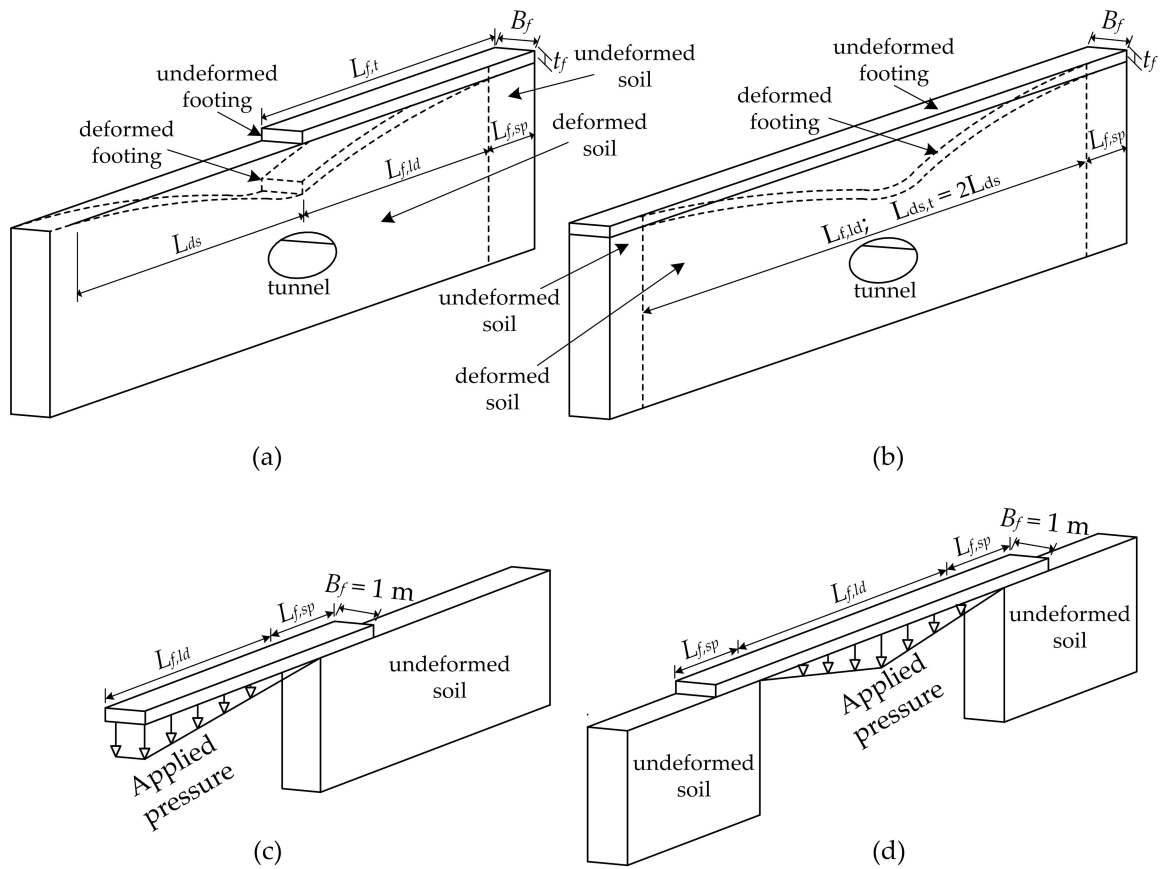 B_f
L_f,t
t_f
undeformed
footing
undeformed
soil
deformed
footing
deformed
soil
L_f,sp
L_f,ld
L_ds
tunnel
(a)
B_f
undeformed
footing
t_f
deformed
footing
L_f,sp
L_f,ld; L_ds,t = 2L_ds
tunnel
undeformed
soil
deformed
soil
(b)
B_f = 1 m
L_f,sp
L_f,ld
undeformed
soil
Applied
pressure
(c)
B_f = 1 m
L_f,sp
L_f,ld
L_f,sp
undeformed
soil
Applied
pressure
undeformed
soil
(d)